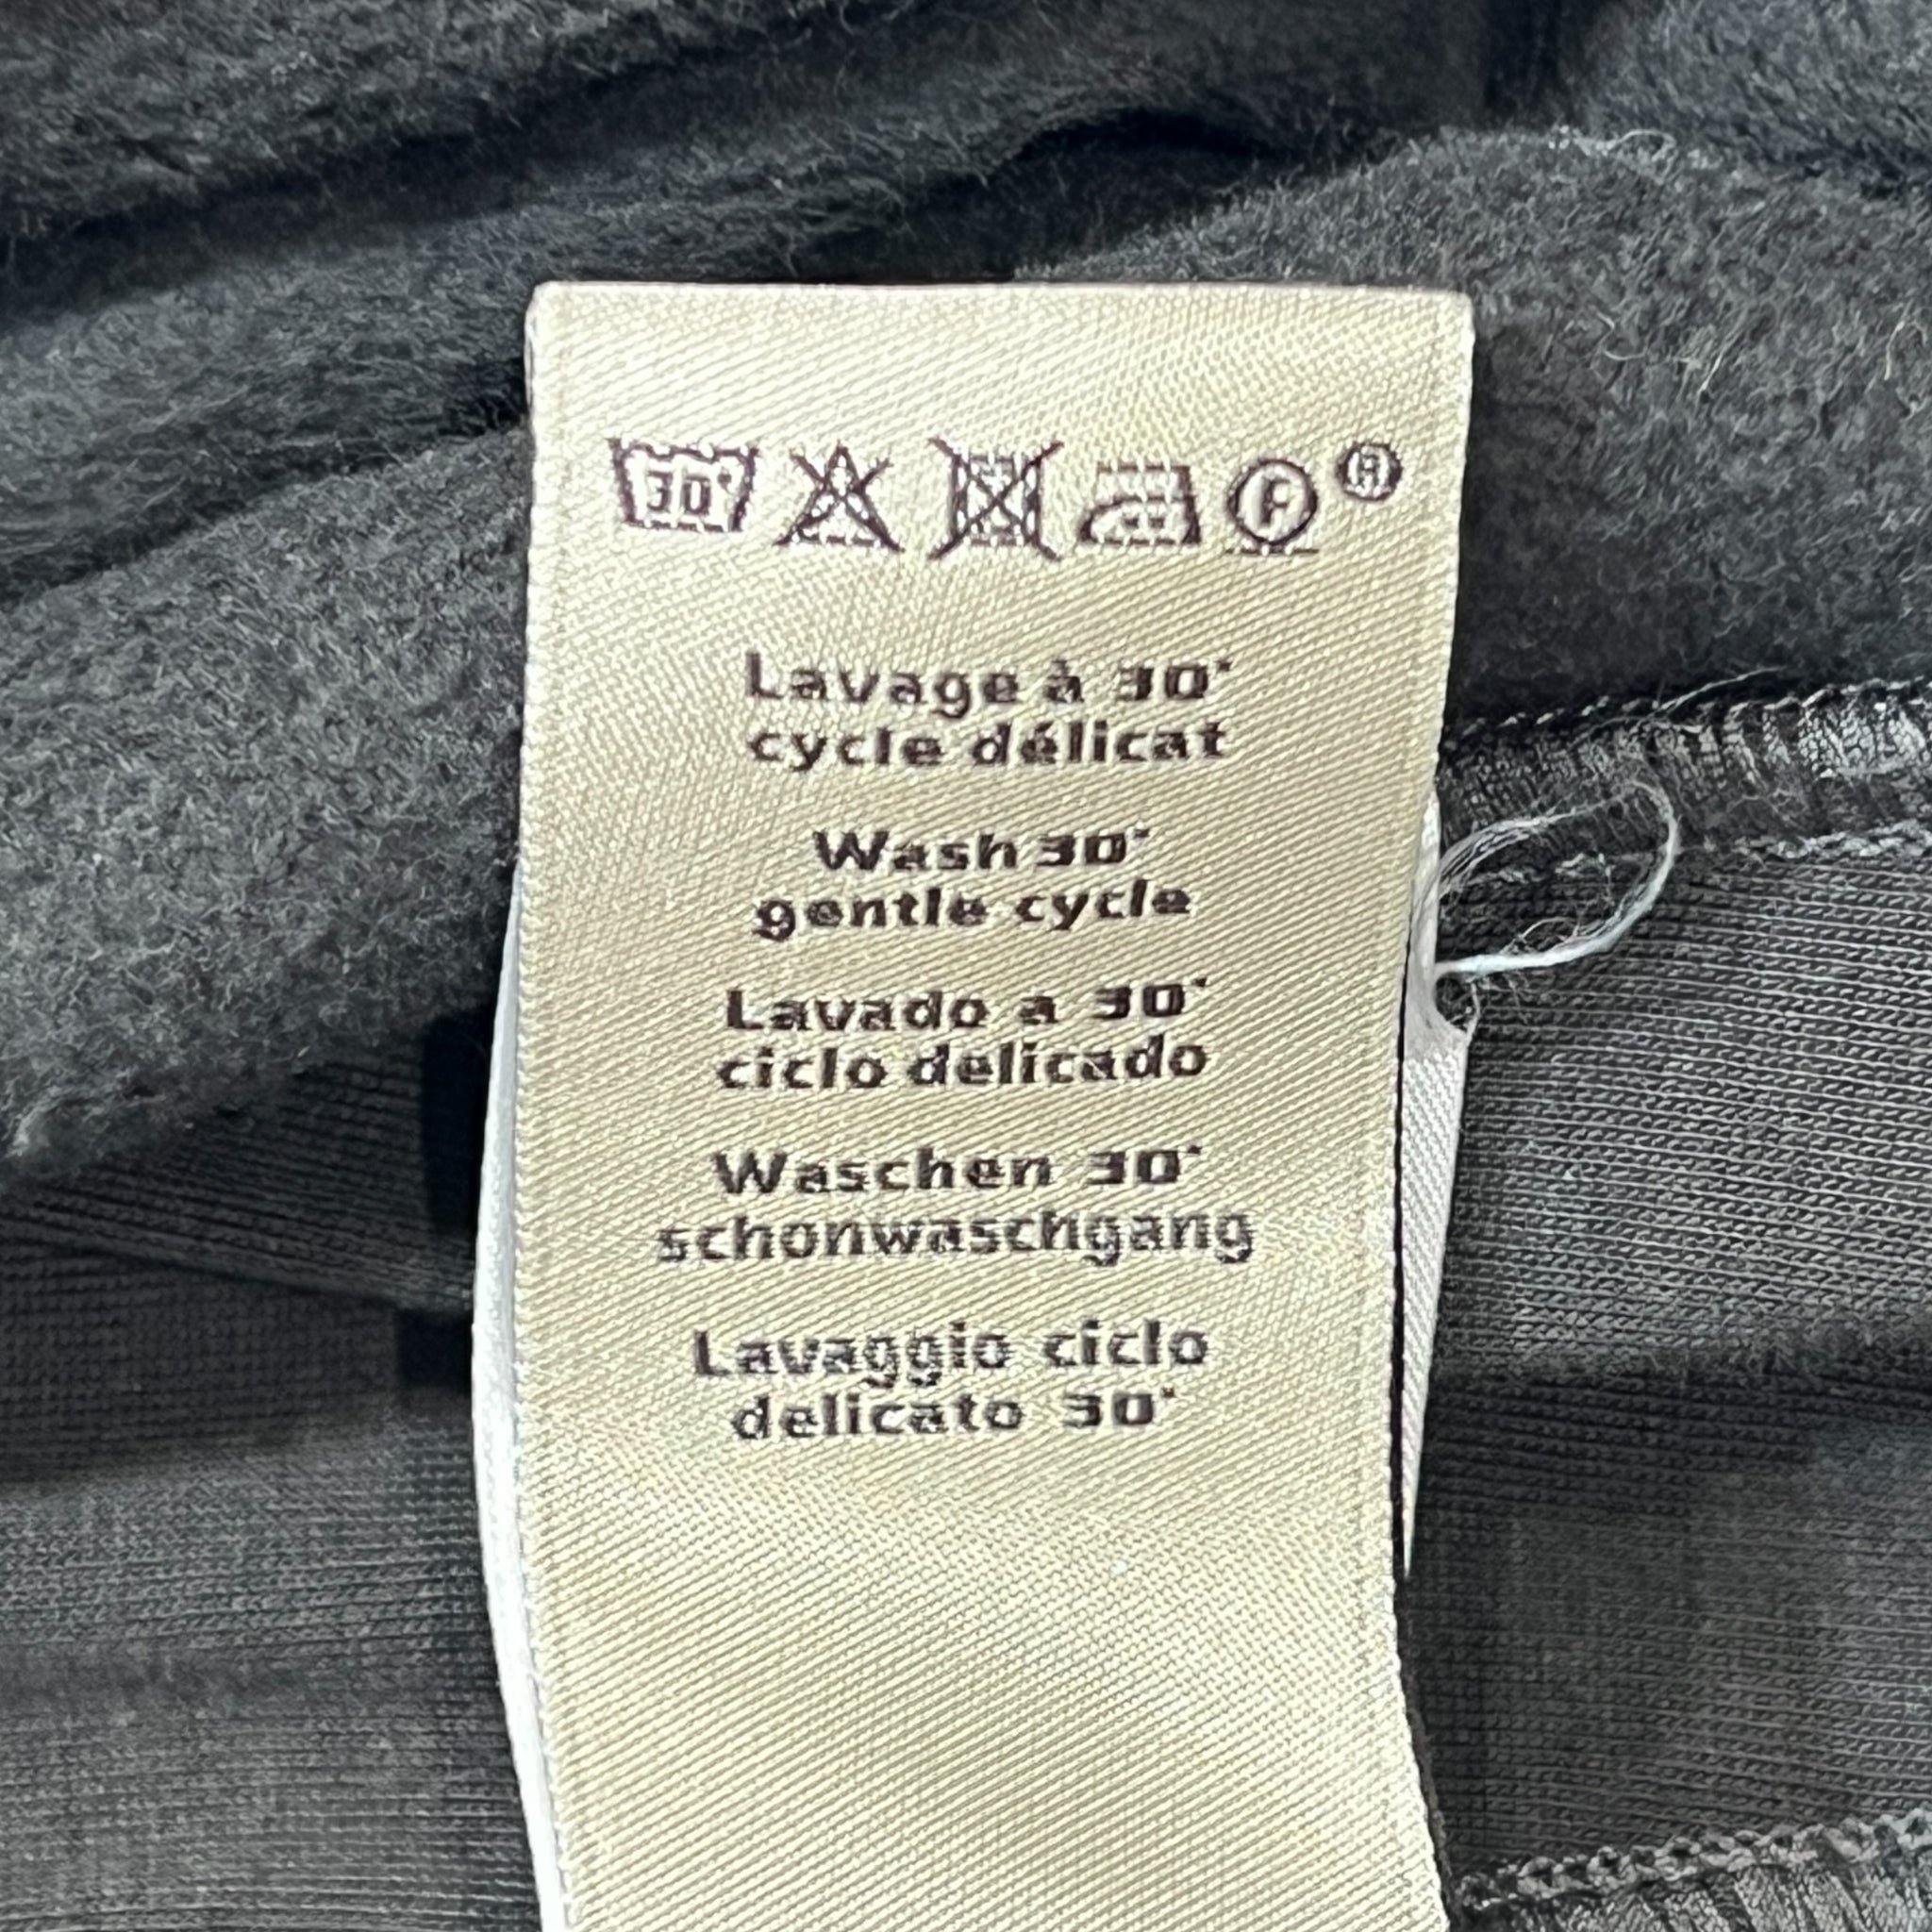 30° F ®
Lavage à 30°
cycle délicat
Wash 30°
gentle cycle
Lavado a 30°
ciclo delicado
Waschen 30°
schonwaschgang
Lavaggio ciclo
delicato 30°